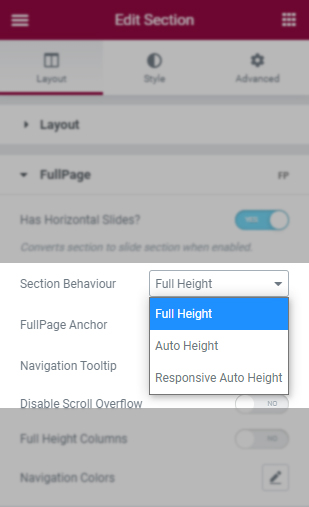 Edit Section
Layout
Style
Advanced
Layout
FullPage
FP
Has Horizontal Slides?
YES
Converts section to slide section when enabled.
Section Behaviour
Full Height
Full Height
FullPage Anchor
Auto Height
Navigation Tooltip
Responsive Auto Height
Disable Scroll Overflow
NO
Full Height Columns
NO
Navigation Colors